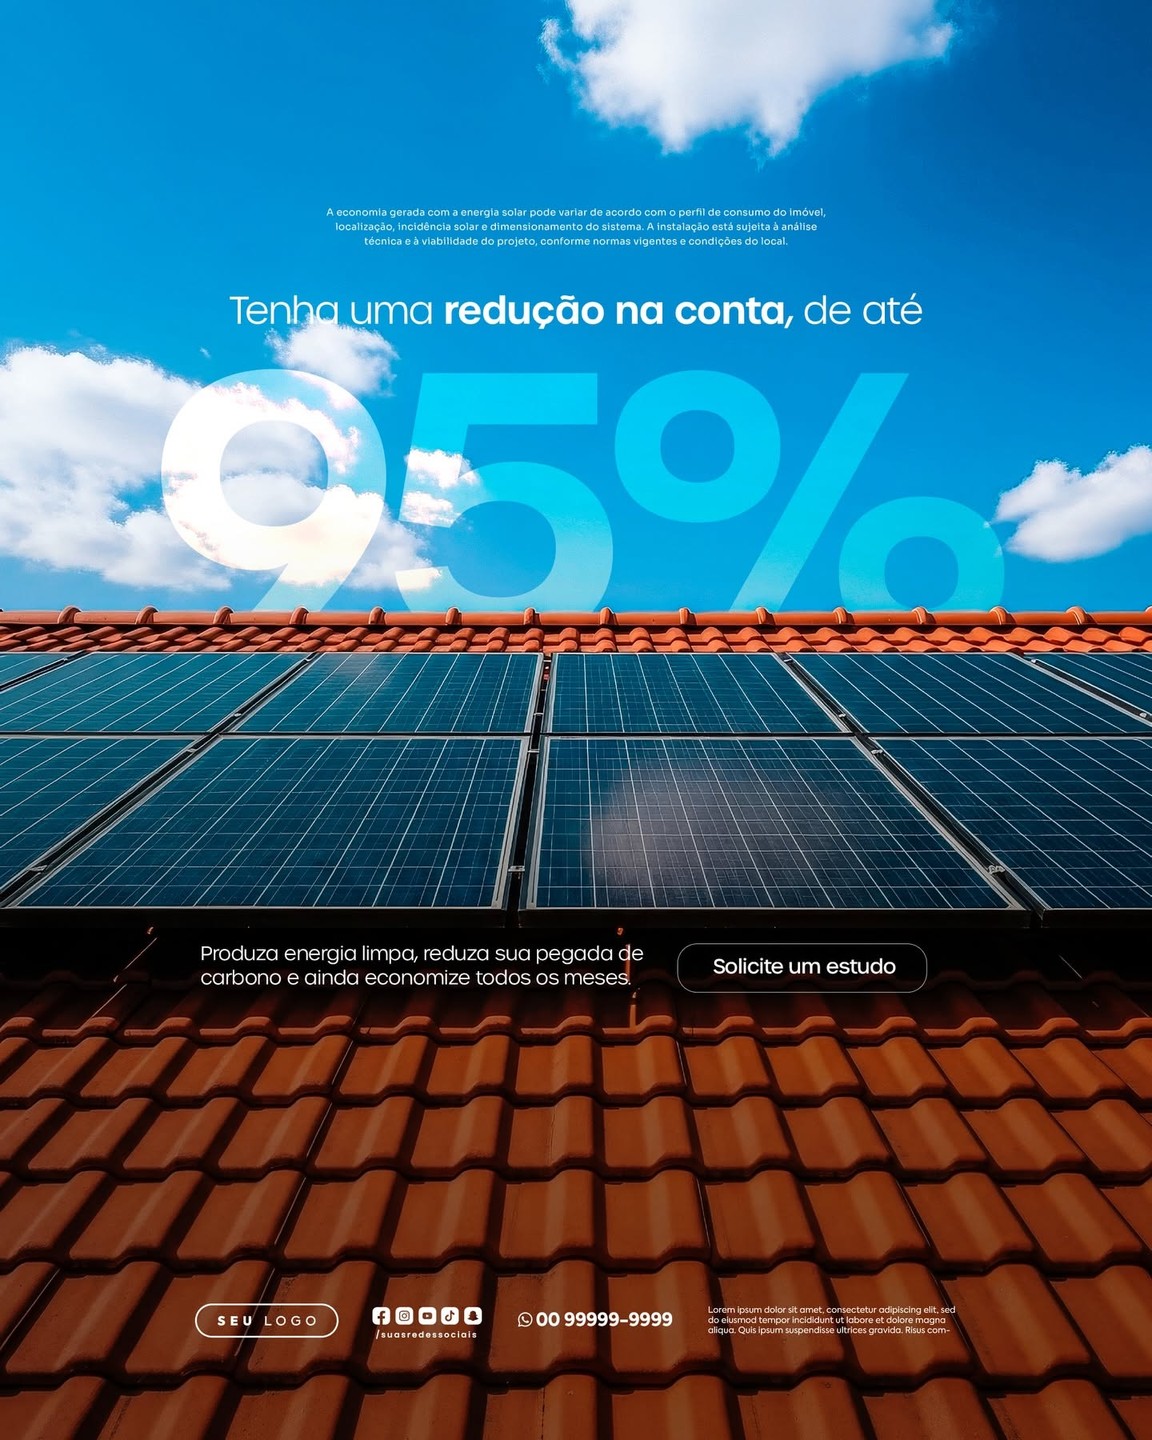 A economia gerada com a energia solar pode variar de acordo com o perfil de consumo do imóvel,
localização, incidência solar e dimensionamento do sistema. A instalação está sujeita à análise
técnica e à viabilidade do projeto, conforme normas vigentes e condições do local.
Tenha uma redução na conta, de até
95%
Produza energia limpa, reduza sua pegada de
carbono e ainda economize todos os meses.
Solicite um estudo
SEU LOGO
/suasredessociais
00 99999-9999
Lorem ipsum dolor sit amet, consectetur adipiscing elit, sed
do eiusmod tempor incididunt ut labore et dolore magna
aliqua. Quis ipsum suspendisse ultrices gravida. Risus com-